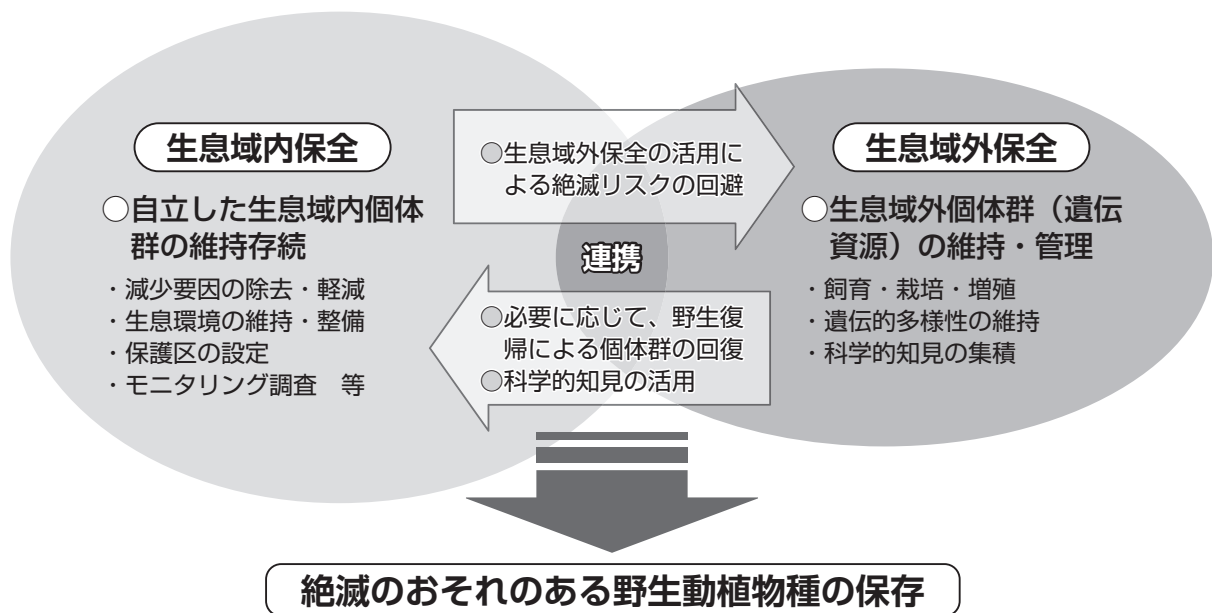 生息域内保全
○自立した生息域内個体
群の維持存続
・減少要因の除去・軽減
・生息環境の維持・整備
・保護区の設定
・モニタリング調査　等
○生息域外保全の活用に
よる絶滅リスクの回避
連携
○必要に応じて、野生復
帰による個体群の回復
○科学的知見の活用
生息域外保全
○生息域外個体群（遺伝
資源）の維持・管理
・飼育・栽培・増殖
・遺伝的多様性の維持
・科学的知見の集積
絶滅のおそれのある野生動植物種の保存